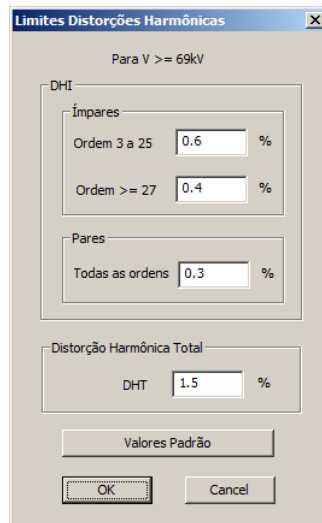 Limites Distorções Harmônicas
Para V >= 69kV
DHI
Ímpares
Ordem 3 a 25 0.6 %
Ordem >= 27 0.4 %
Pares
Todas as ordens 0.3 %
Distorção Harmônica Total
DHT 1.5 %
Valores Padrão
OK Cancel